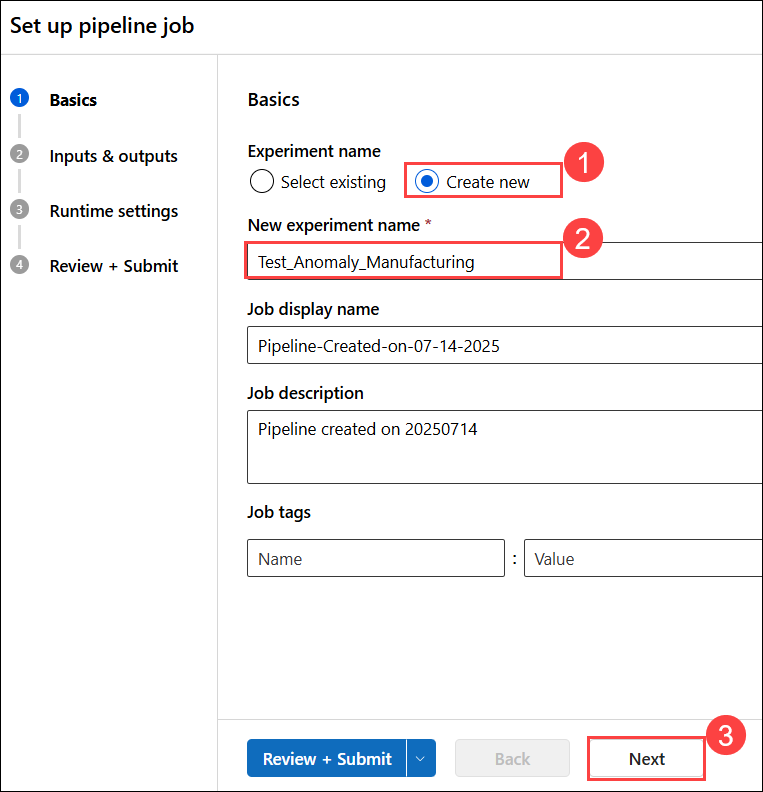 Set up pipeline job
1 Basics
2 Inputs & outputs
3 Runtime settings
4 Review + Submit
Basics
Experiment name
1
Select existing
Create new
New experiment name *
2
Test_Anomaly_Manufacturing
Job display name
Pipeline-Created-on-07-14-2025
Job description
Pipeline created on 20250714
Job tags
Name : Value
3
Review + Submit
Back
Next